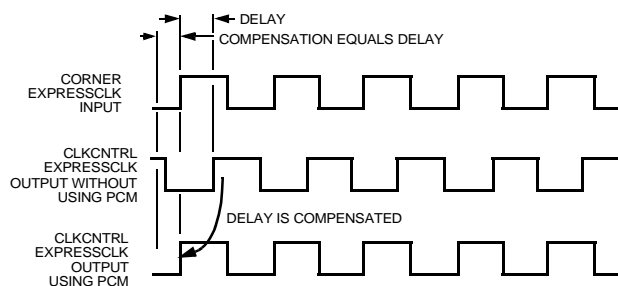 DELAY
COMPENSATION EQUALS DELAY
CORNER
EXPRESSCLK
INPUT
CLKCNTRL
EXPRESSCLK
OUTPUT WITHOUT
USING PCM
DELAY IS COMPENSATED
CLKCNTRL
EXPRESSCLK
OUTPUT
USING PCM